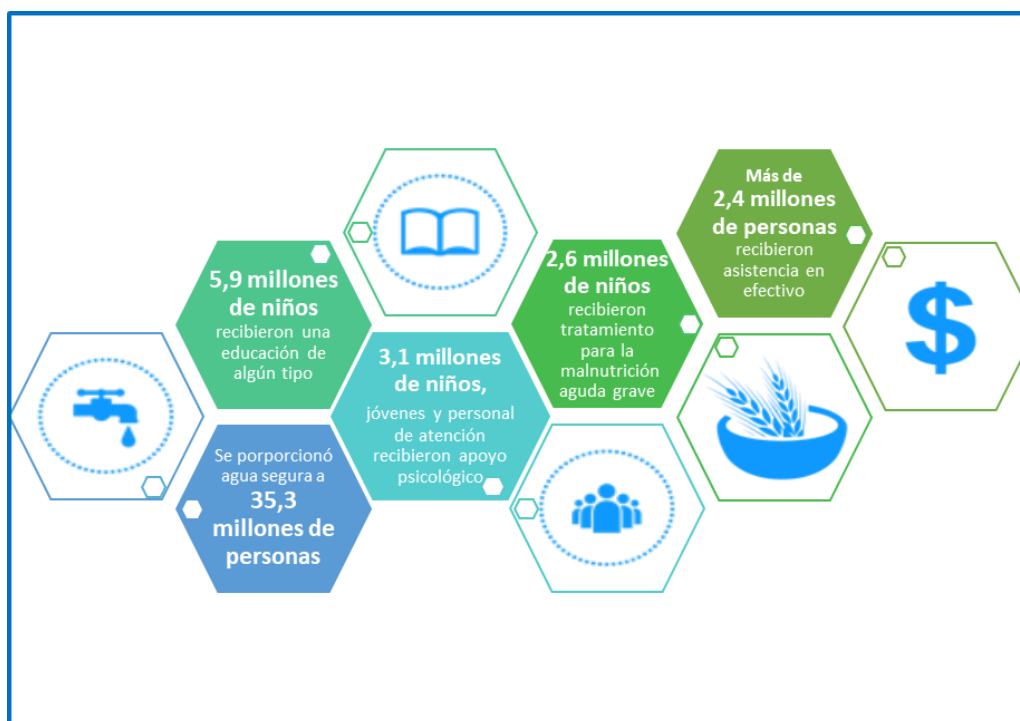 5,9 millones
de niños
recibieron una
educación de
algún tipo
Se porporcionó
agua segura a
35,3
millones de
personas
3,1 millones
de niños,
jóvenes y personal
de atención
recibieron apoyo
psicológico
2,6 millones
de niños
recibieron
tratamiento
para la
malnutrición
aguda grave
Más de
2,4 millones
de personas
recibieron
asistencia en
efectivo
$